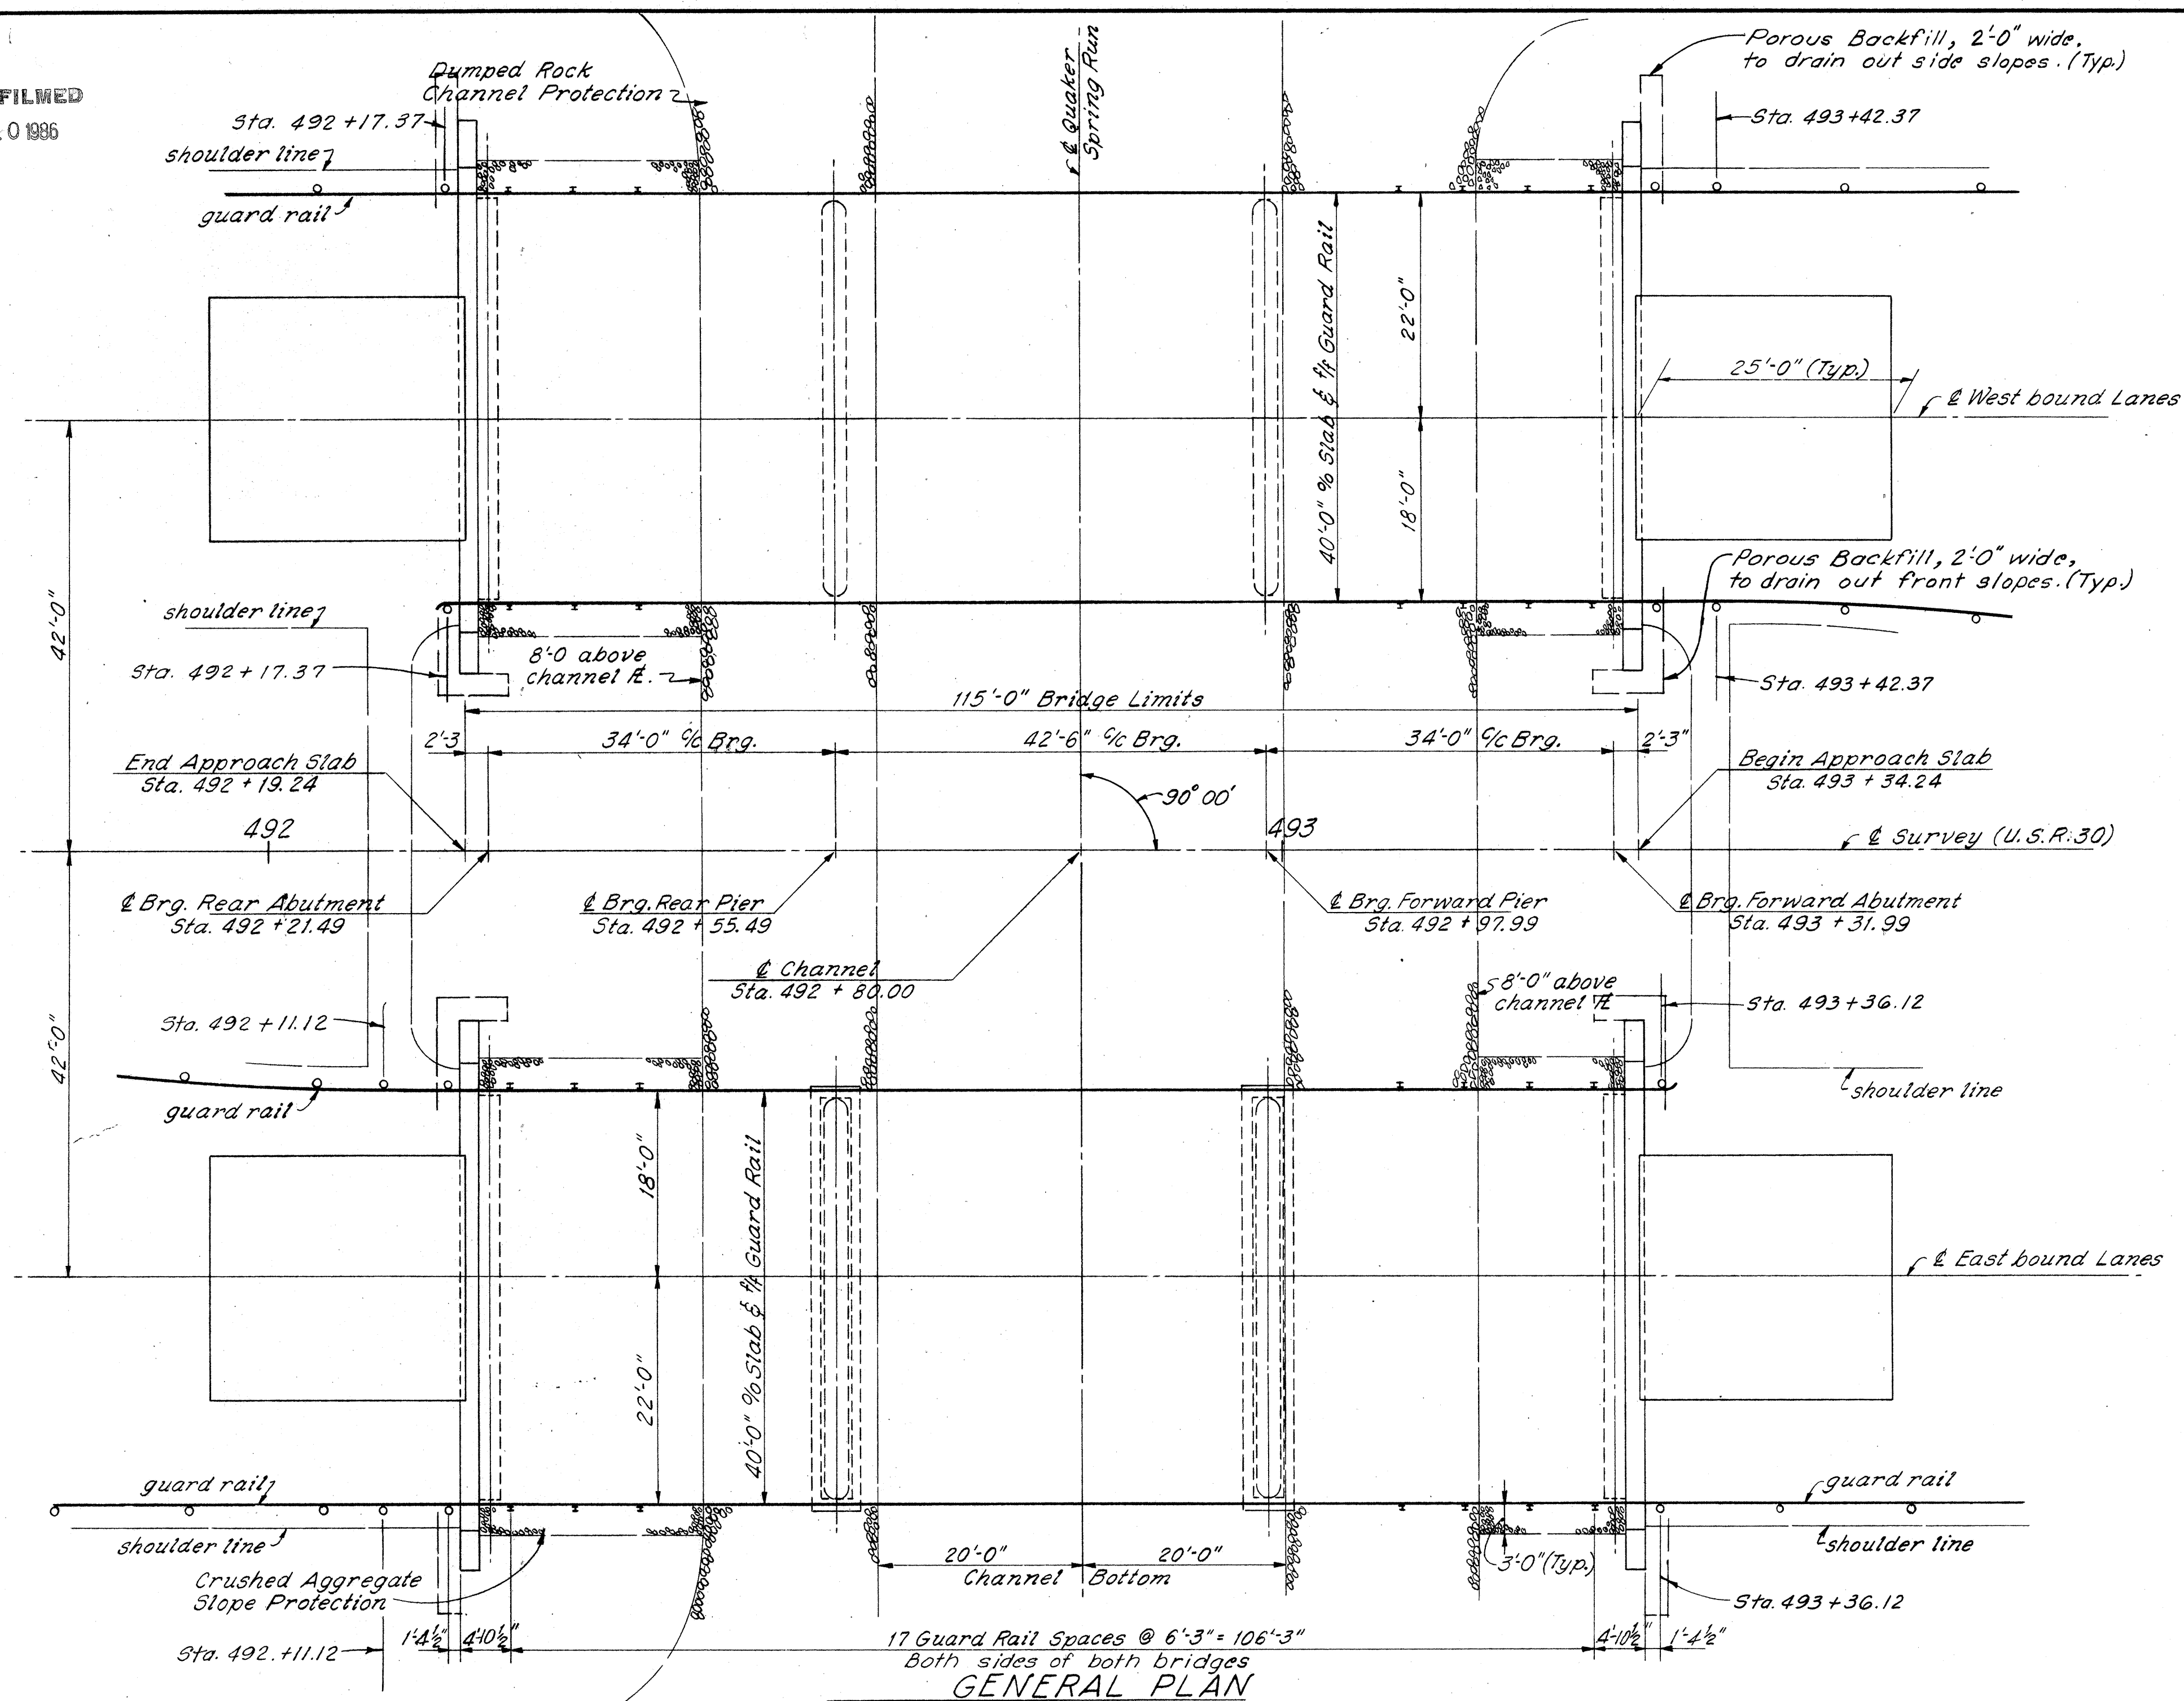 FILMED
0 1986
Dumped Rock
Channel Protection
Sta. 492+17.37
shoulder line
guard rail
℄ Quaker
Spring Run
Porous Backfill, 2'-0" wide,
to drain out side slopes. (Typ.)
Sta. 493+42.37
40'-0" o/o Slab & f/f Guard Rail
22'-0"
18'-0"
25'-0" (Typ.)
℄ West bound Lanes
Porous Backfill, 2'-0" wide,
to drain out front slopes. (Typ.)
42'-0"
shoulder line
Sta. 492+17.37
8'-0 above
channel ℄.
Sta. 493+42.37
115'-0" Bridge Limits
2'-3
34'-0" c/c Brg.
42'-6" c/c Brg.
34'-0" c/c Brg.
2'-3"
End Approach Slab
Sta. 492+19.24
Begin Approach Slab
Sta. 493+34.24
90° 00'
492
493
℄ Survey (U.S.R.30)
℄ Brg. Rear Abutment
Sta. 492+21.49
℄ Brg. Rear Pier
Sta. 492+55.49
℄ Brg. Forward Pier
Sta. 492+97.99
℄ Brg. Forward Abutment
Sta. 493+31.99
℄ Channel
Sta. 492+80.00
42'-0"
Sta. 492+11.12
8'-0" above
channel ℄
Sta. 493+36.12
guard rail
shoulder line
18'-0"
22'-0"
40'-0" o/o Slab & f/f Guard Rail
℄ East bound Lanes
guard rail
shoulder line
guard rail
shoulder line
Crushed Aggregate
Slope Protection
20'-0"
20'-0"
Channel Bottom
3'-0" (Typ.)
Sta. 493+36.12
Sta. 492.+11.12
1'-4½"
4'-10½"
17 Guard Rail Spaces @ 6'-3" = 106'-3"
Both sides of both bridges
4'-10½"
1'-4½"
GENERAL PLAN